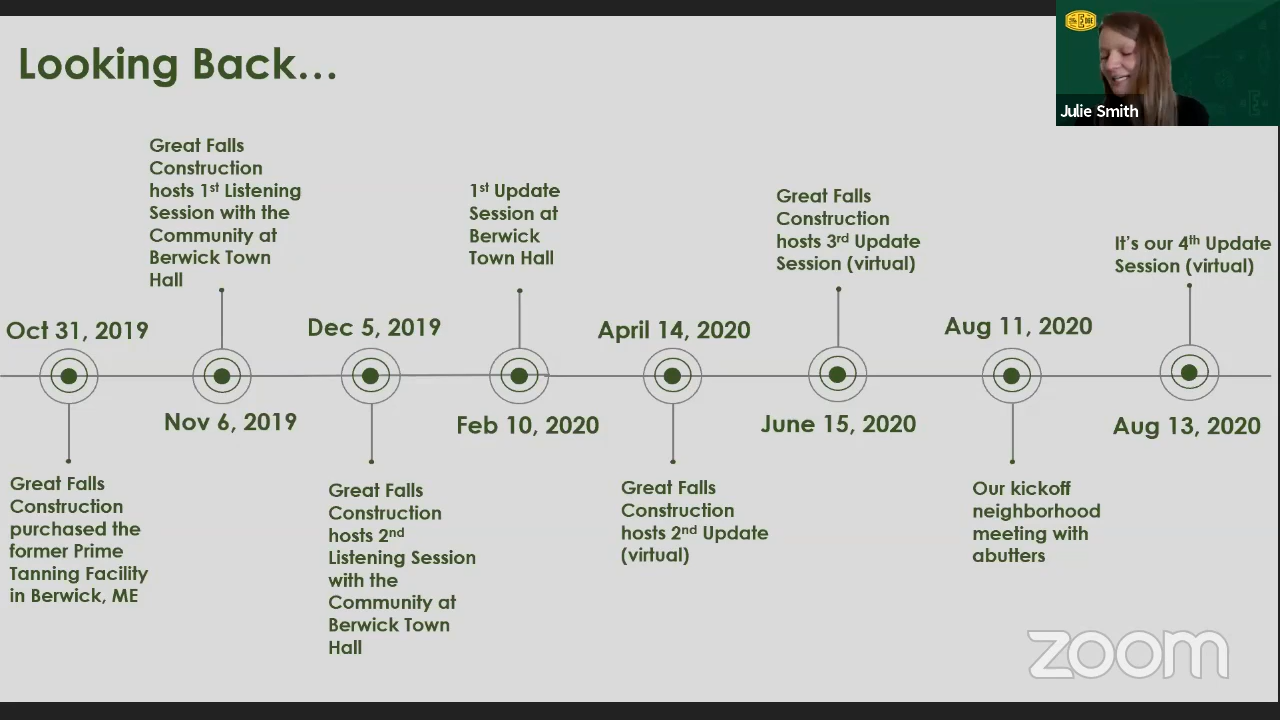 Looking Back...
Julie Smith
Great Falls
Construction
hosts 1st Listening
Session with the
Community at
Berwick Town
Hall
1st Update
Session at
Berwick
Town Hall
Great Falls
Construction
hosts 3rd Update
Session (virtual)
It's our 4th Update
Session (virtual)
Oct 31, 2019
Dec 5, 2019
April 14, 2020
Aug 11, 2020
Nov 6, 2019
Feb 10, 2020
June 15, 2020
Aug 13, 2020
Great Falls
Construction
purchased the
former Prime
Tanning Facility
in Berwick, ME
Great Falls
Construction
hosts 2nd
Listening Session
with the
Community at
Berwick Town
Hall
Great Falls
Construction
hosts 2nd Update
(virtual)
Our kickoff
neighborhood
meeting with
abutters
zoom